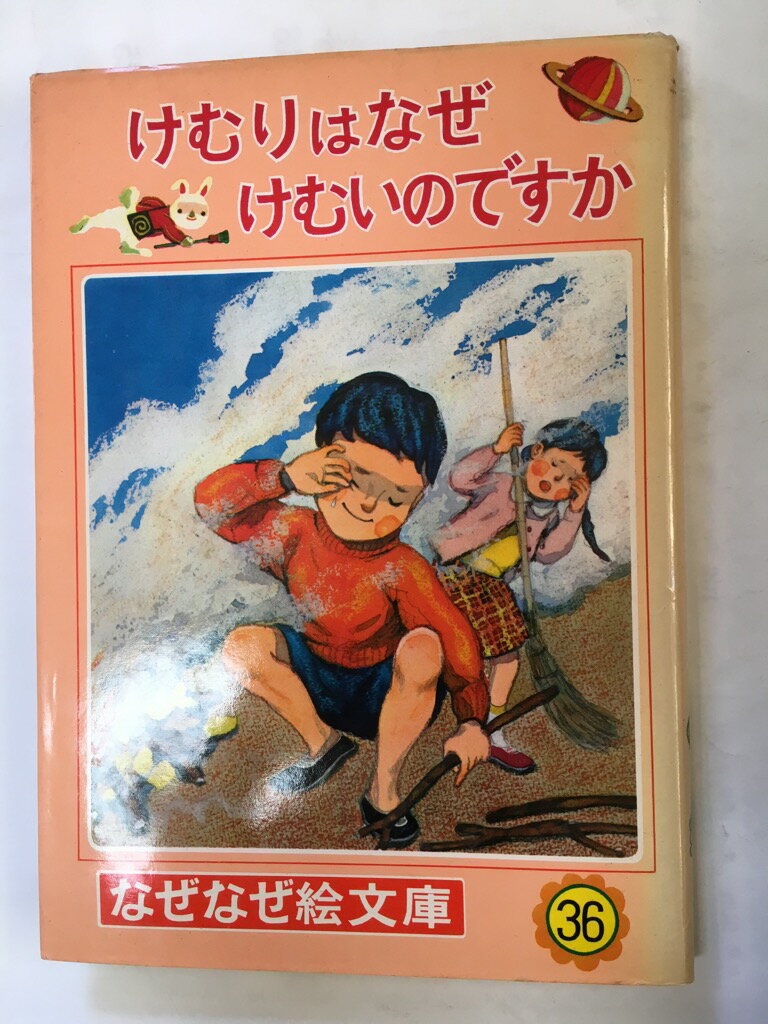 けむりはなぜ
けむいのですか
なぜなぜ絵文庫
36